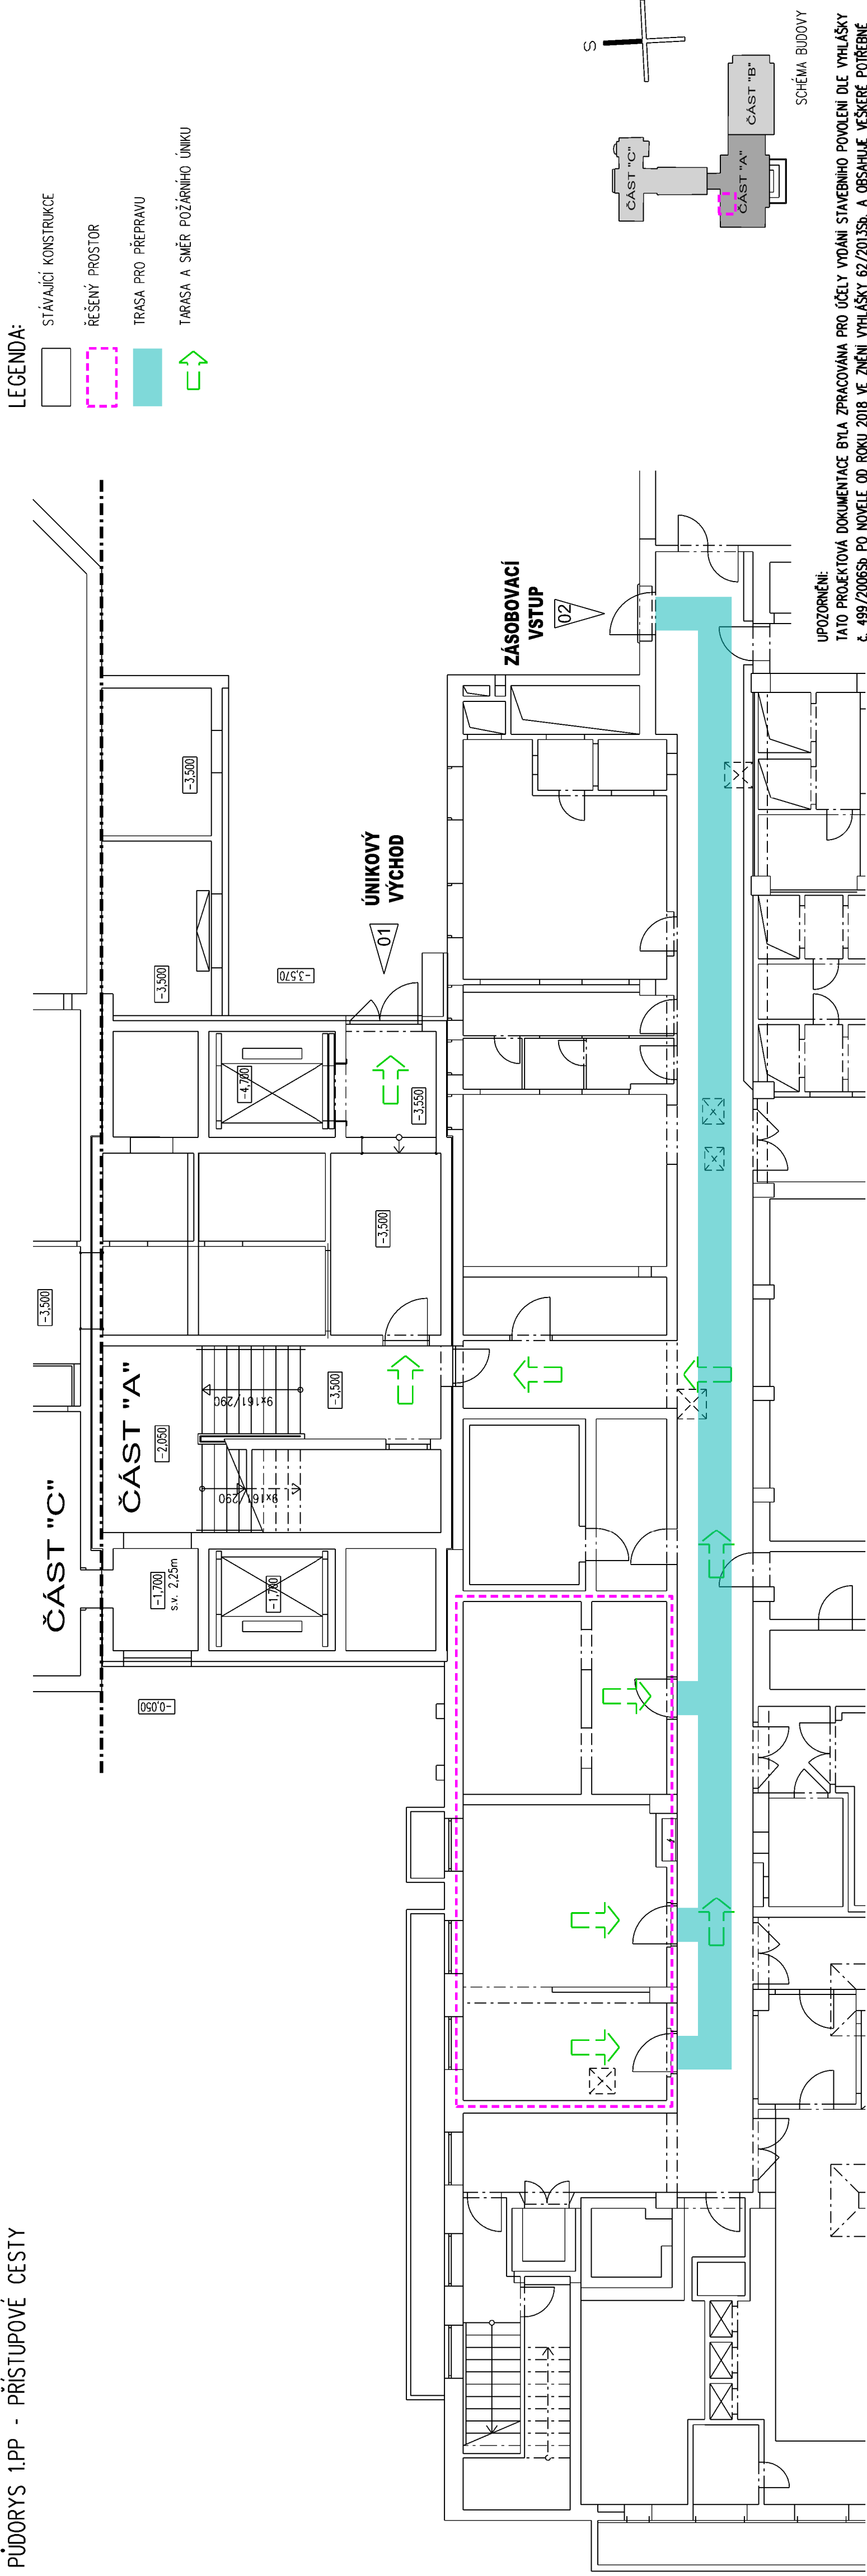 PŮDORYS 1.PP - PŘÍSTUPOVÉ CESTY
LEGENDA:
STÁVAJÍCÍ KONSTRUKCE
ŘEŠENÝ PROSTOR
TRASA PRO PŘEPRAVU
TARASA A SMĚR POŽÁRNÍHO ÚNIKU
ČÁST "C"
ČÁST "A"
-3,500
-3,500
-3,500
-3,570
-4,700
-3,550
-3,500
-3,500
-2,050
9x161/290
9x161/290
-1,700
s.v. 2,25m
-1,700
-0,050
ÚNIKOVÝ
VÝCHOD
01
ZÁSOBOVACÍ
VSTUP
02
S
ČÁST "C"
ČÁST "A"
ČÁST "B"
SCHÉMA BUDOVY
UPOZORNĚNÍ:
TATO PROJEKTOVÁ DOKUMENTACE BYLA ZPRACOVÁNA PRO ÚČELY VYDÁNÍ STAVEBNÍHO POVOLENÍ DLE VYHLÁŠKY
č. 499/2006Sb PO NOVELE OD ROKU 2018 VE ZNĚNÍ VYHLÁŠKY 62/2013Sb. A OBSAHUJE VEŠKERÉ POTŘEBNÉ